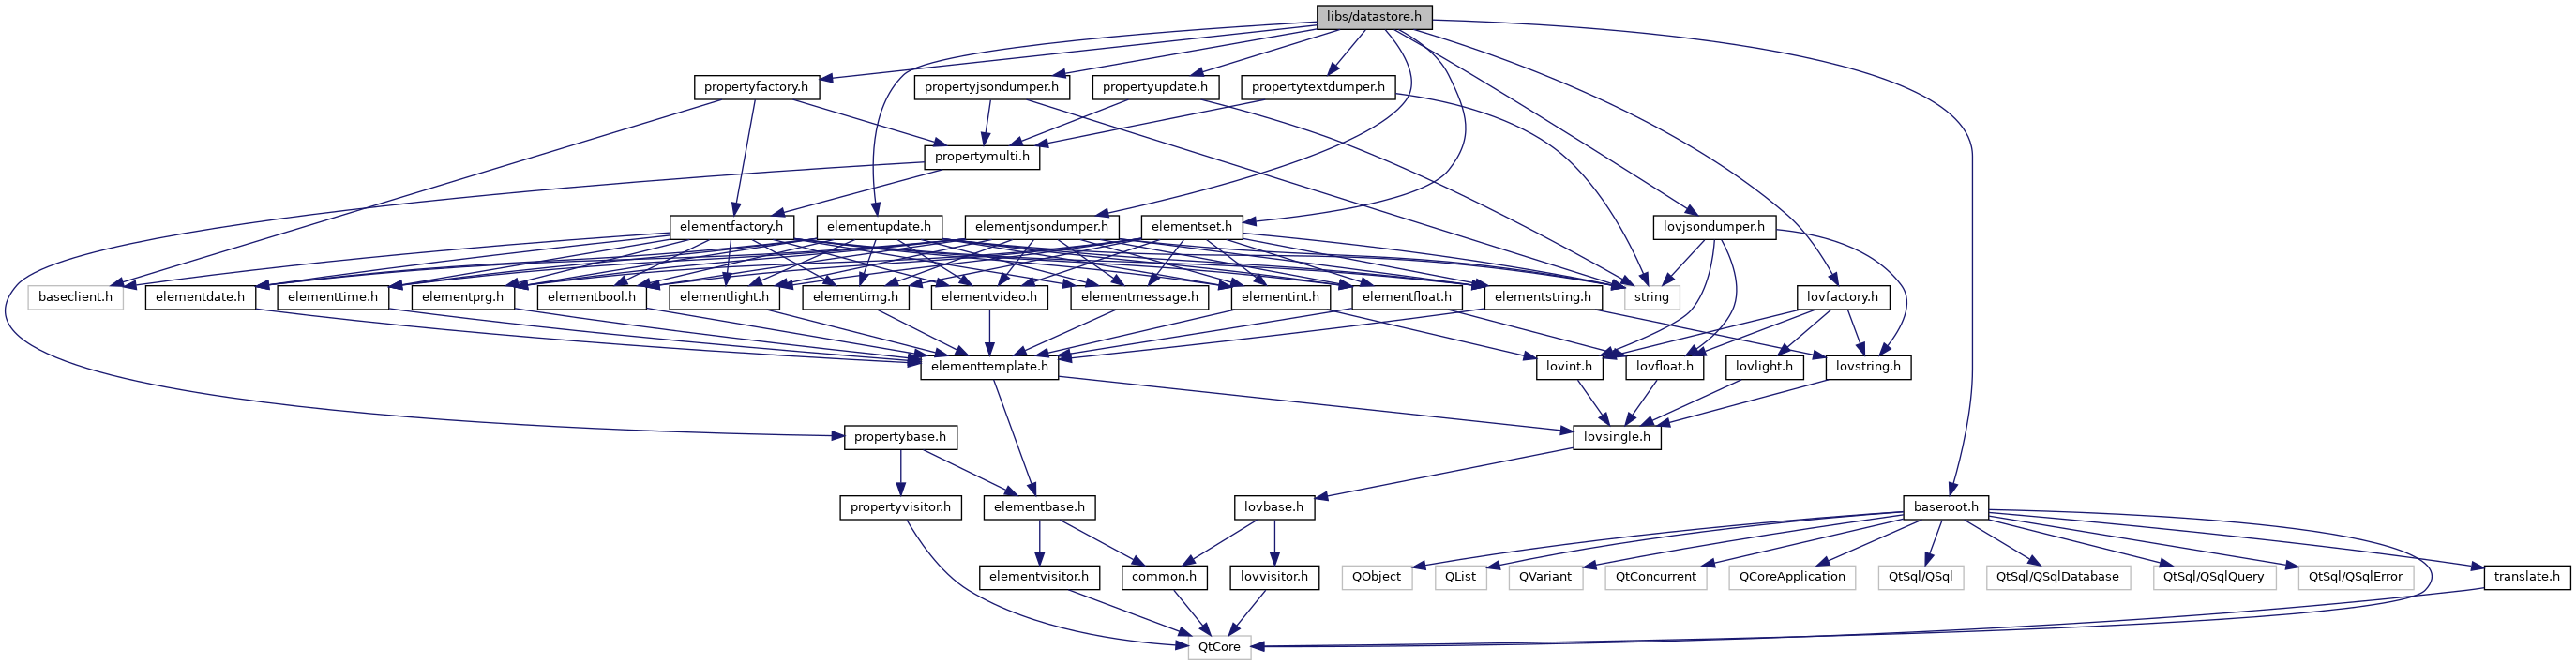 libs/datastore.h
propertyfactory.h
propertyjsondumper.h
propertyupdate.h
propertytextdumper.h
propertymulti.h
elementfactory.h
elementupdate.h
elementjsondumper.h
elementset.h
lovjsondumper.h
baseclient.h
elementdate.h
elementtime.h
elementprg.h
elementbool.h
elementlight.h
elementimg.h
elementvideo.h
elementmessage.h
elementint.h
elementfloat.h
elementstring.h
string
lovfactory.h
elementtemplate.h
lovint.h
lovfloat.h
lovlight.h
lovstring.h
propertybase.h
lovsingle.h
propertyvisitor.h
elementbase.h
lovbase.h
baseroot.h
elementvisitor.h
common.h
lovvisitor.h
QObject
QList
QVariant
QtConcurrent
QCoreApplication
QtSql/QSql
QtSql/QSqlDatabase
QtSql/QSqlQuery
QtSql/QSqlError
translate.h
QtCore